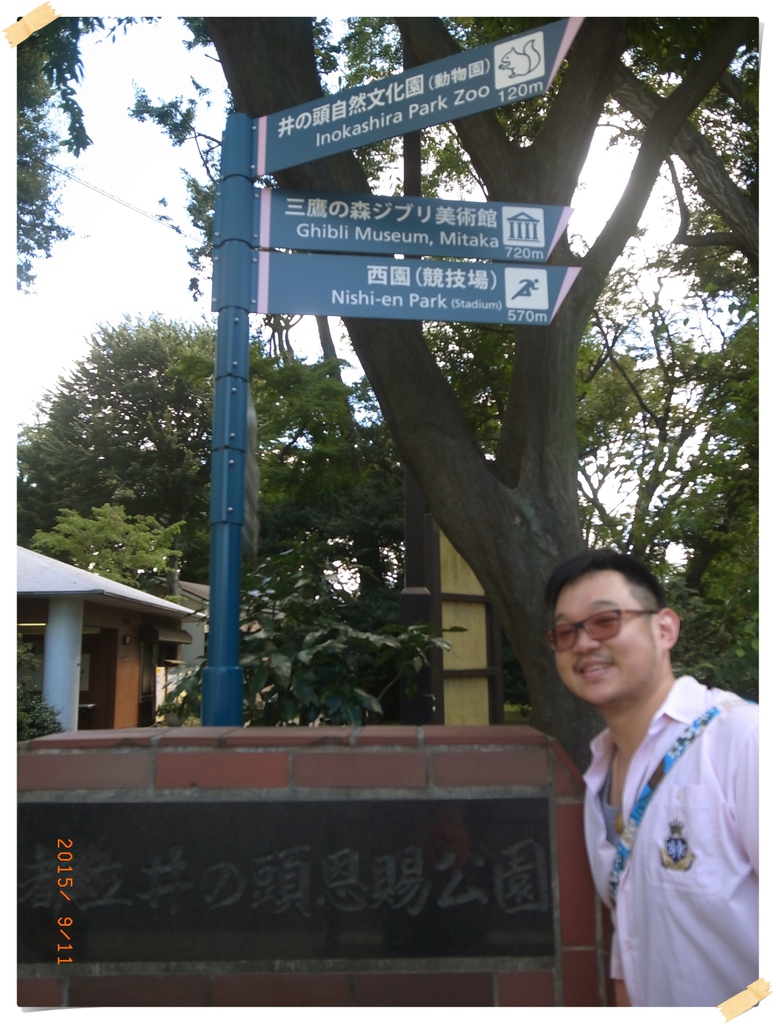 井の頭自然文化園(動物園)
Inokashira Park Zoo 120m
三鷹の森ジブリ美術館
Ghibli Museum, Mitaka
720m
西園(競技場)
Nishi-en Park (Stadium)
570m
立井の頭恩賜公園
2015/ 9/11